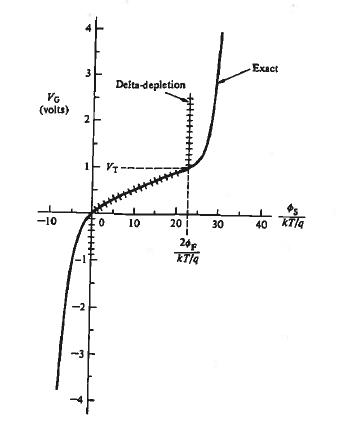 4
3
Exact
Delta-depletion
V_G
(volts)
2
1
V_T
-10
0
10
20
30
40
ϕ_S
kT/q
2ϕ_F
kT/q
-1
-2
-3
-4